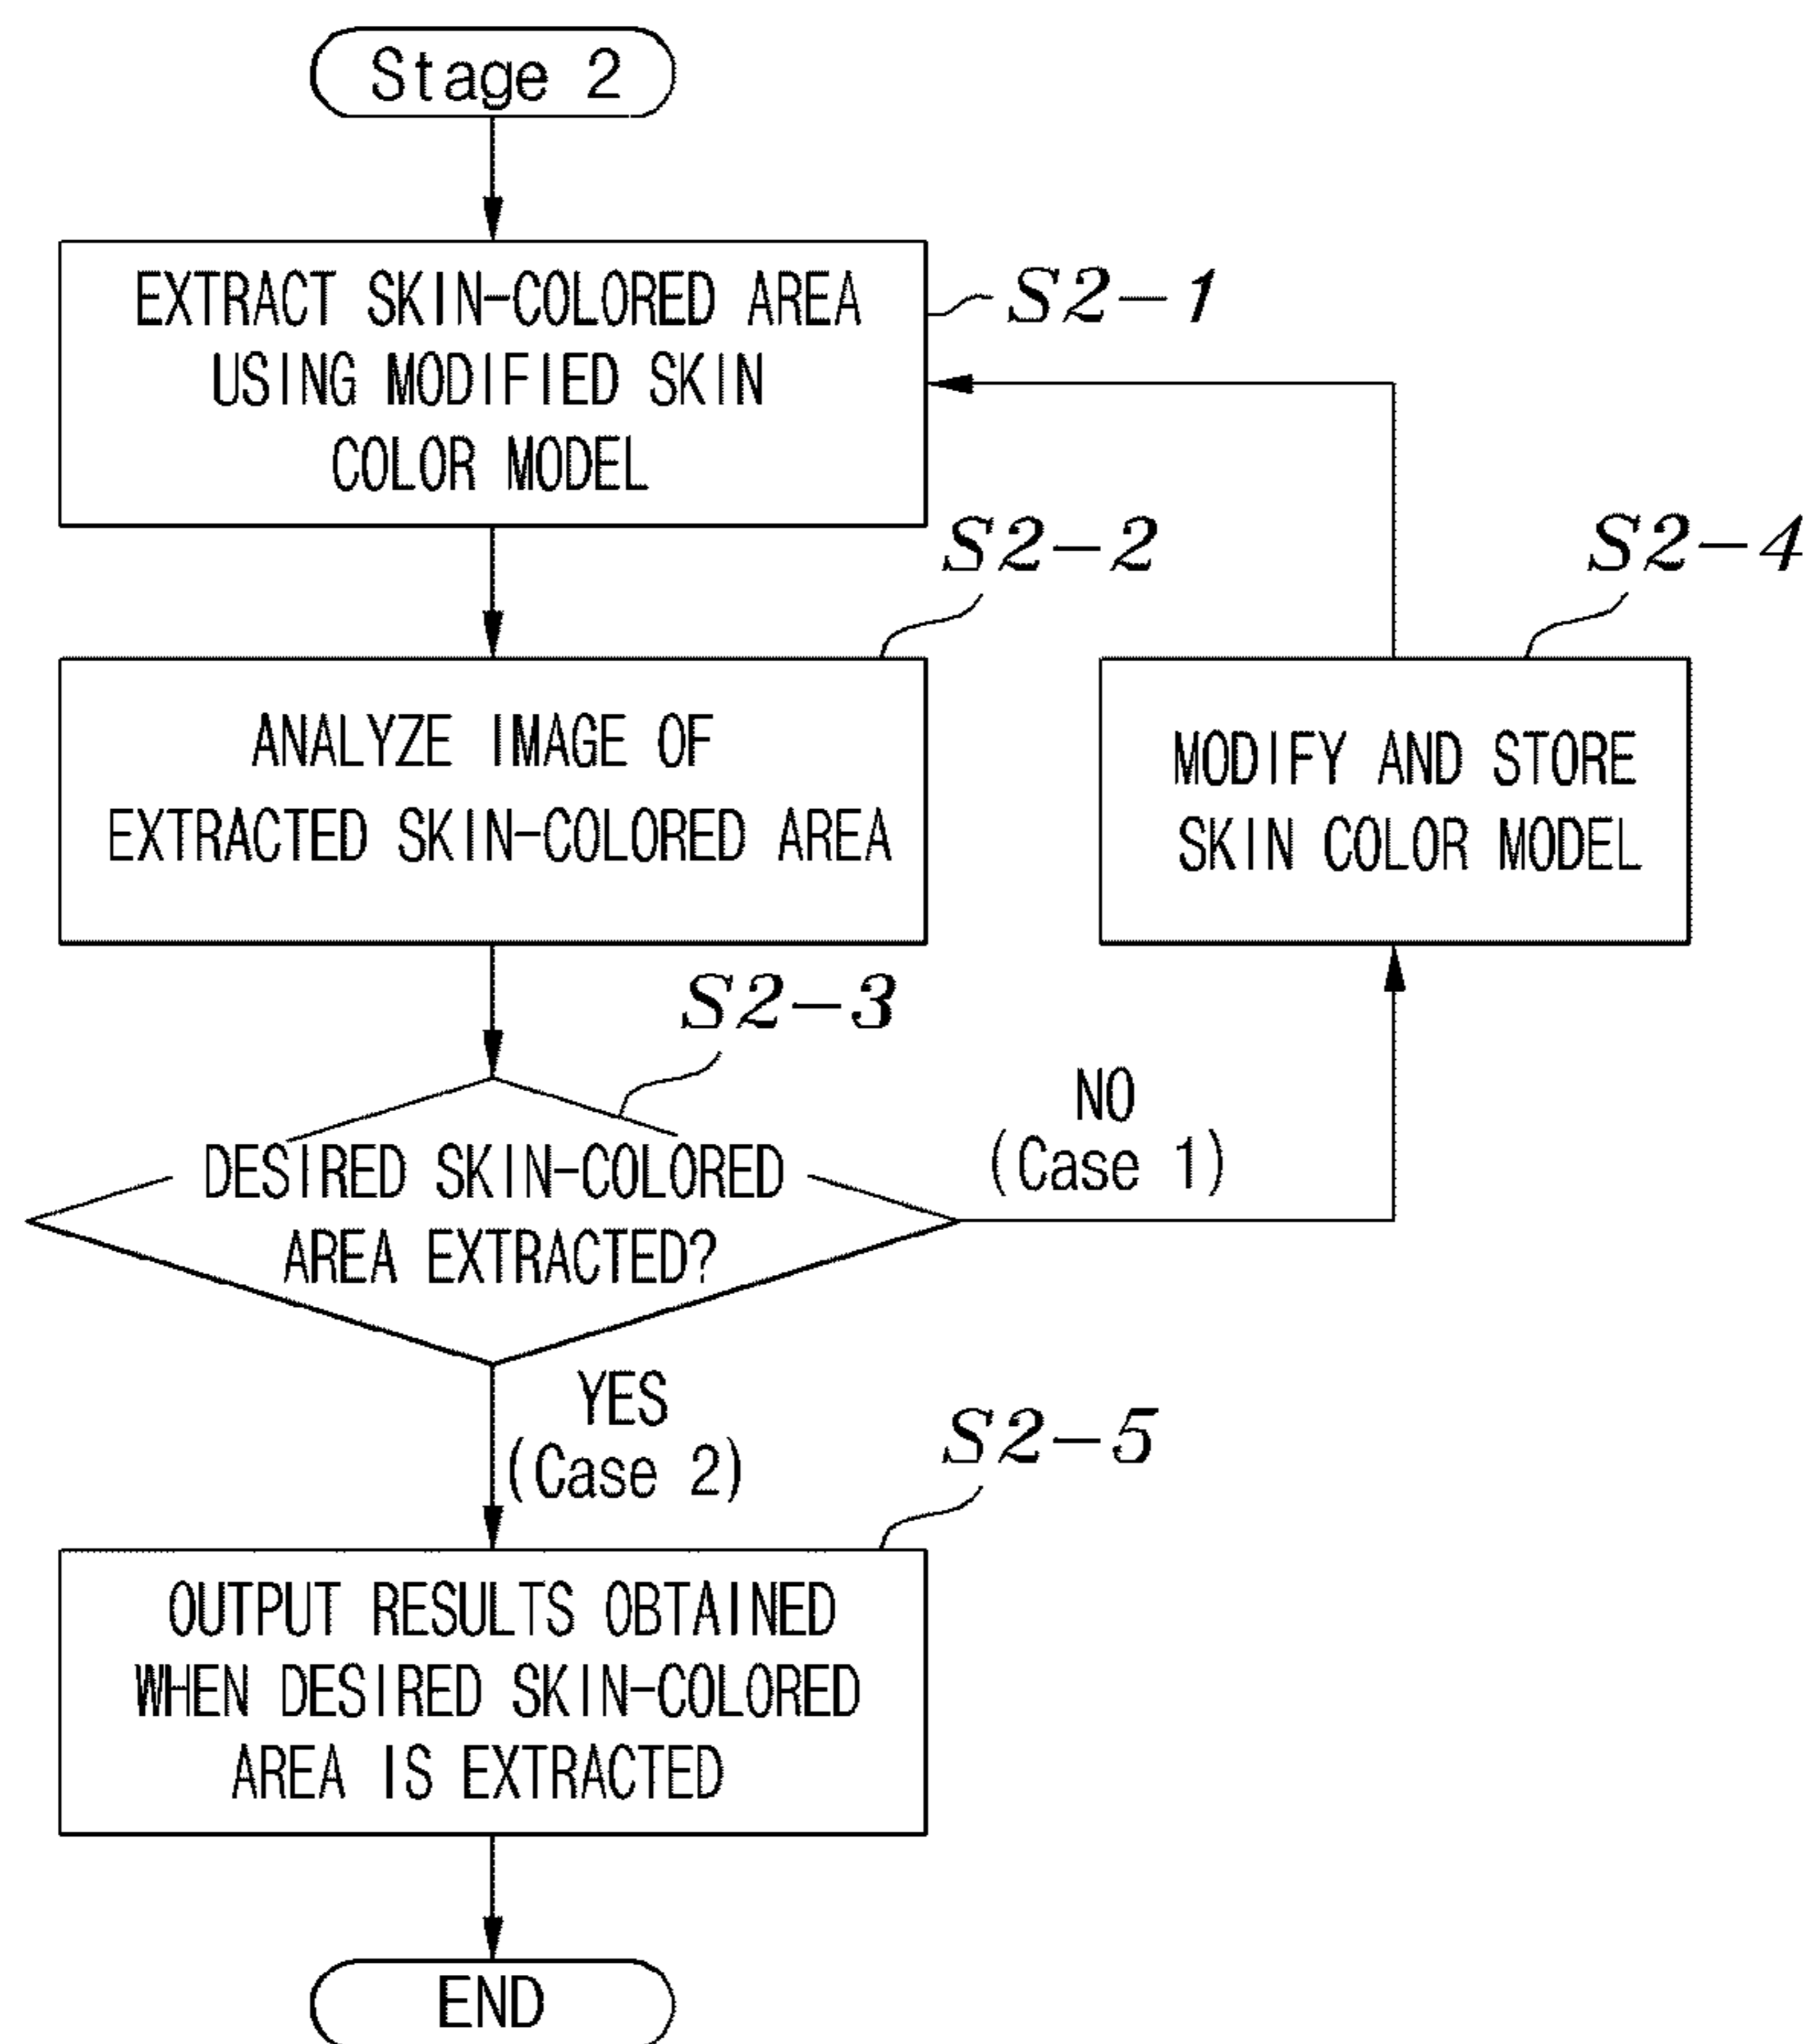 Stage 2
EXTRACT SKIN-COLORED AREA
USING MODIFIED SKIN
COLOR MODEL
S2-1
S2-2
ANALYZE IMAGE OF
EXTRACTED SKIN-COLORED AREA
S2-4
MODIFY AND STORE
SKIN COLOR MODEL
S2-3
DESIRED SKIN-COLORED
AREA EXTRACTED?
NO
(Case 1)
YES
(Case 2)
S2-5
OUTPUT RESULTS OBTAINED
WHEN DESIRED SKIN-COLORED
AREA IS EXTRACTED
END